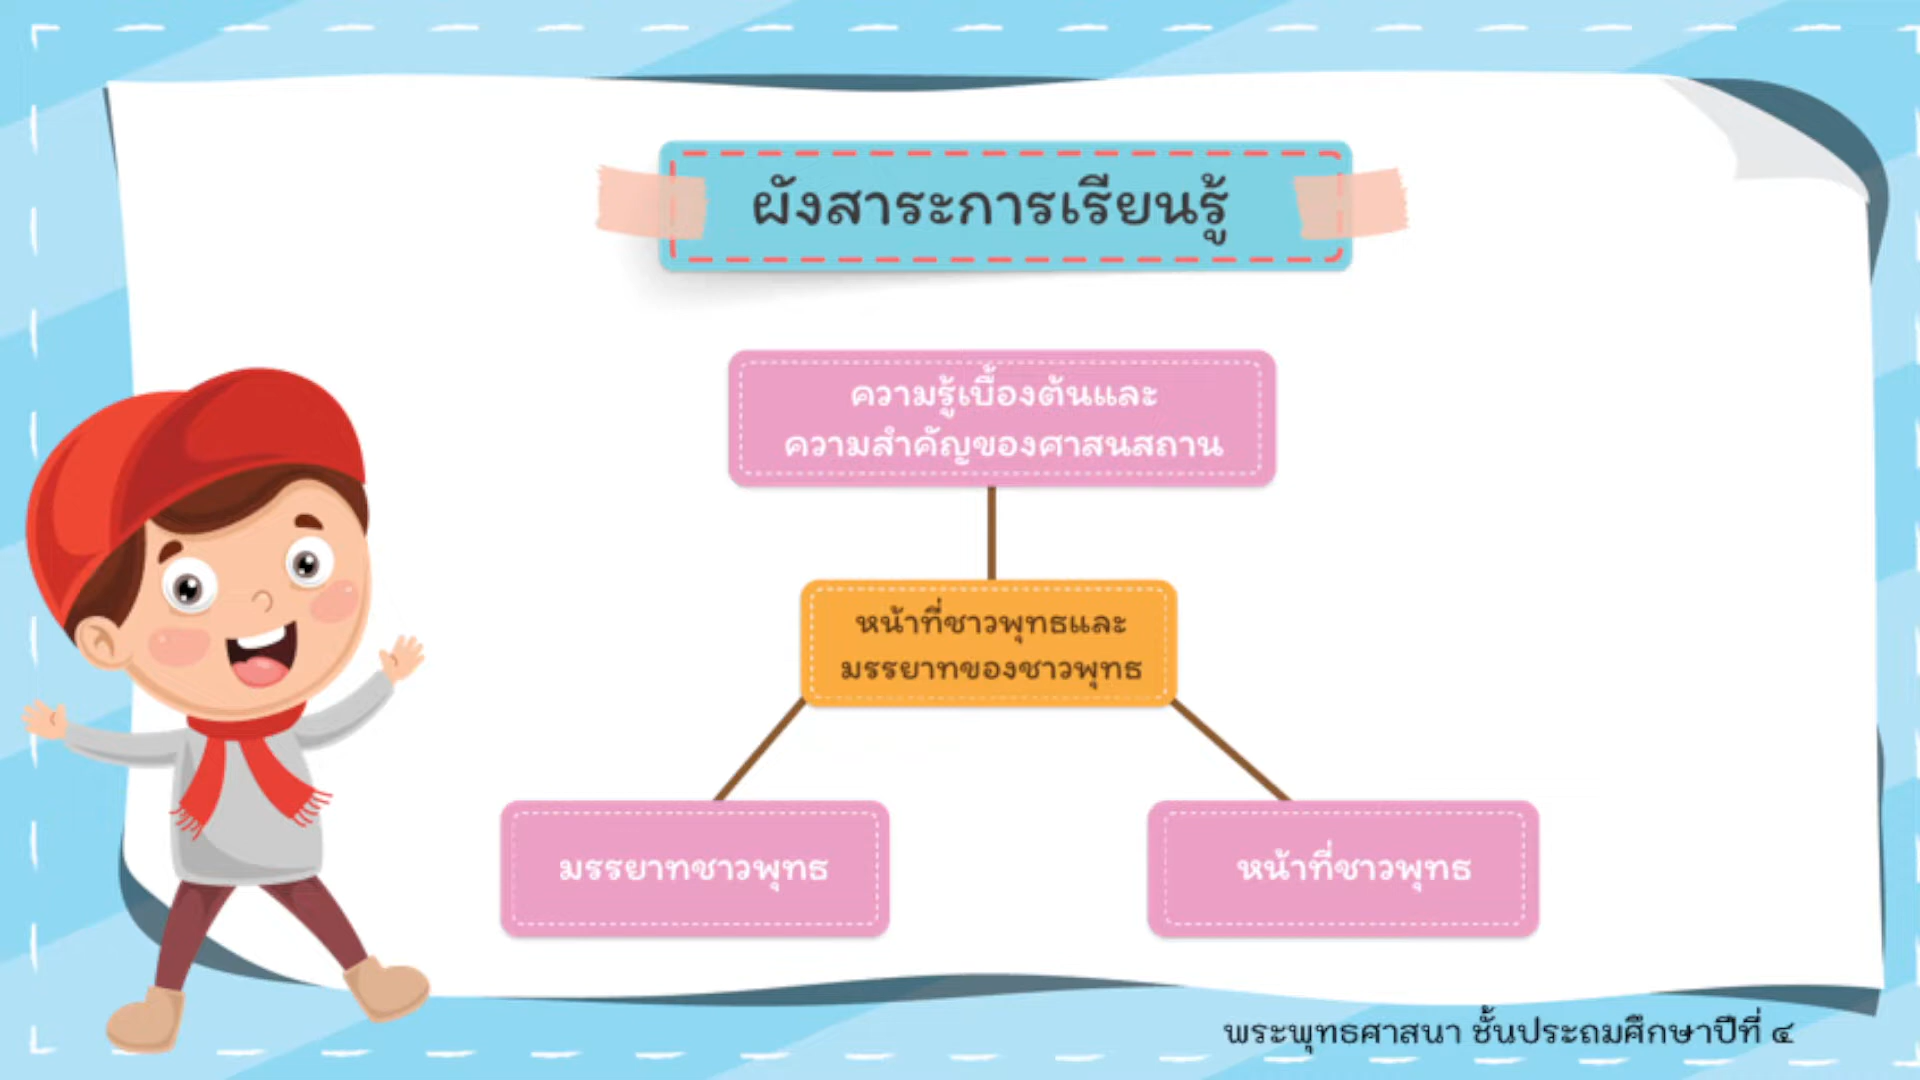 ผังสาระการเรียนรู้
ความรู้เบื้องต้นและ
ความสำคัญของศาสนสถาน
หน้าที่ชาวพุทธและ
มรรยาทของชาวพุทธ
มรรยาทชาวพุทธ
หน้าที่ชาวพุทธ
พระพุทธศาสนา ชั้นประถมศึกษาปีที่ ๔